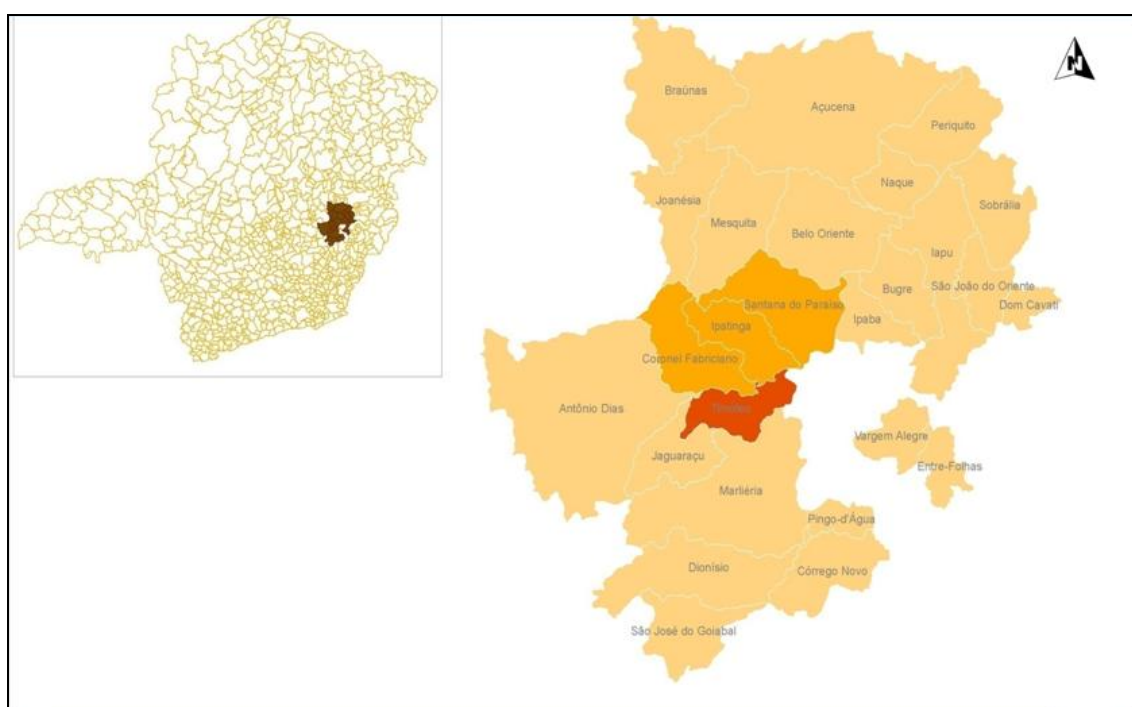 N
Braúnas
Açucena
Periquito
Naque
Joanésia
Sobrália
Mesquita
Belo Oriente
Iapu
São João do Oriente
Bugre
Santana do Paraíso
Dom Cavati
Ipaba
Ipatinga
Coronel Fabriciano
Antônio Dias
Timóteo
Vargem Alegre
Jaguaraçu
Entre-Folhas
Marliéria
Pingo-d'Água
Dionísio
Córrego Novo
São José do Goiabal